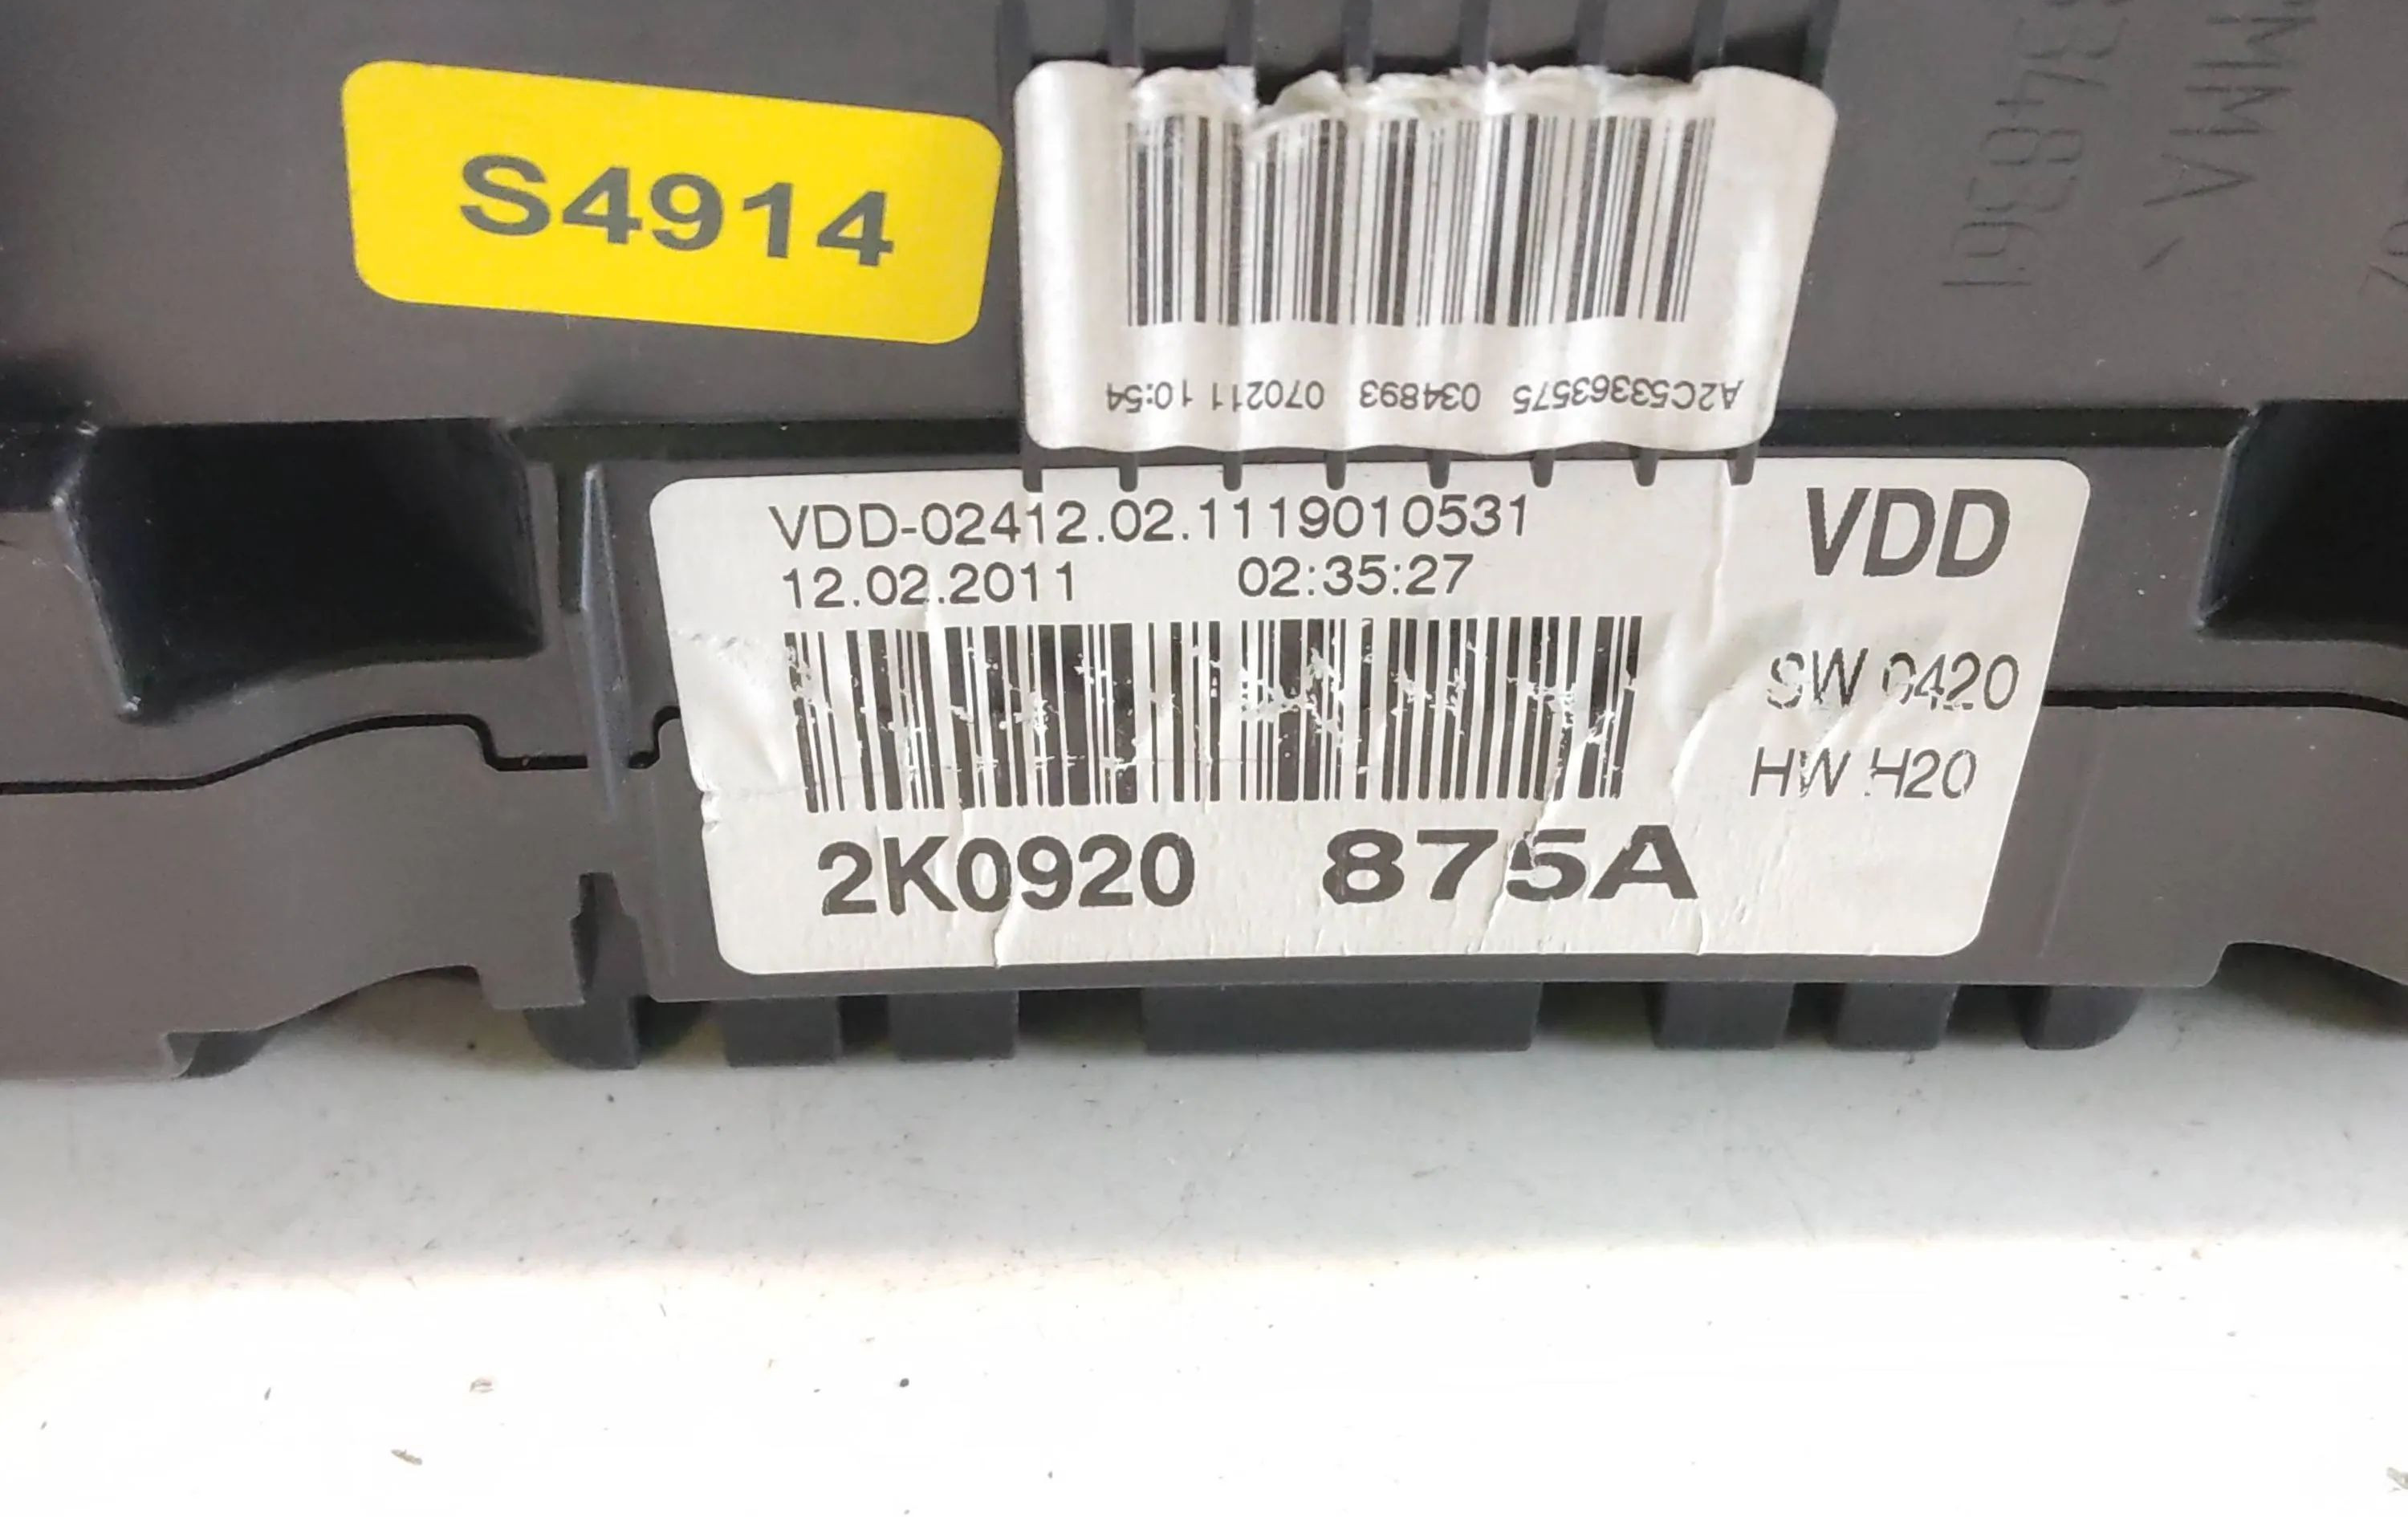 S4914
A2C53363575 034893 070211 10:54
VDD-02412.02.1119010531
12.02.2011 02:35:27
VDD
SW 0420
HW H20
2K0920 875A